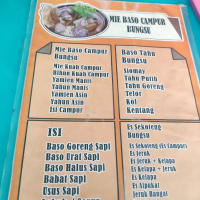 MIE BASO CAMPUR
BUNGSU
Mie Baso Campur
Bungsu
Mie Kuah Campur
Bihun Kuah Campur
Yamien Manis
Yahun Manis
Yamien Asin
Yahun Asin
Isi Campur
Baso Tahu
Bungsu
Siomay
Tahu Putih
Tahu Goreng
Telor
Kol
Kentang
ISI
Baso Goreng Sapi
Baso Urat Sapi
Baso Halus Sapi
Babat Sapi
Usus Sapi
Es Sekoteng
Bungsu
Es Sekoteng (Es Campur)
Es Jeruk
Es Jeruk + Kelapa
Es Kelapa + Jeruk
Es Kelapa
Es Alpukat
Jeruk Hangat